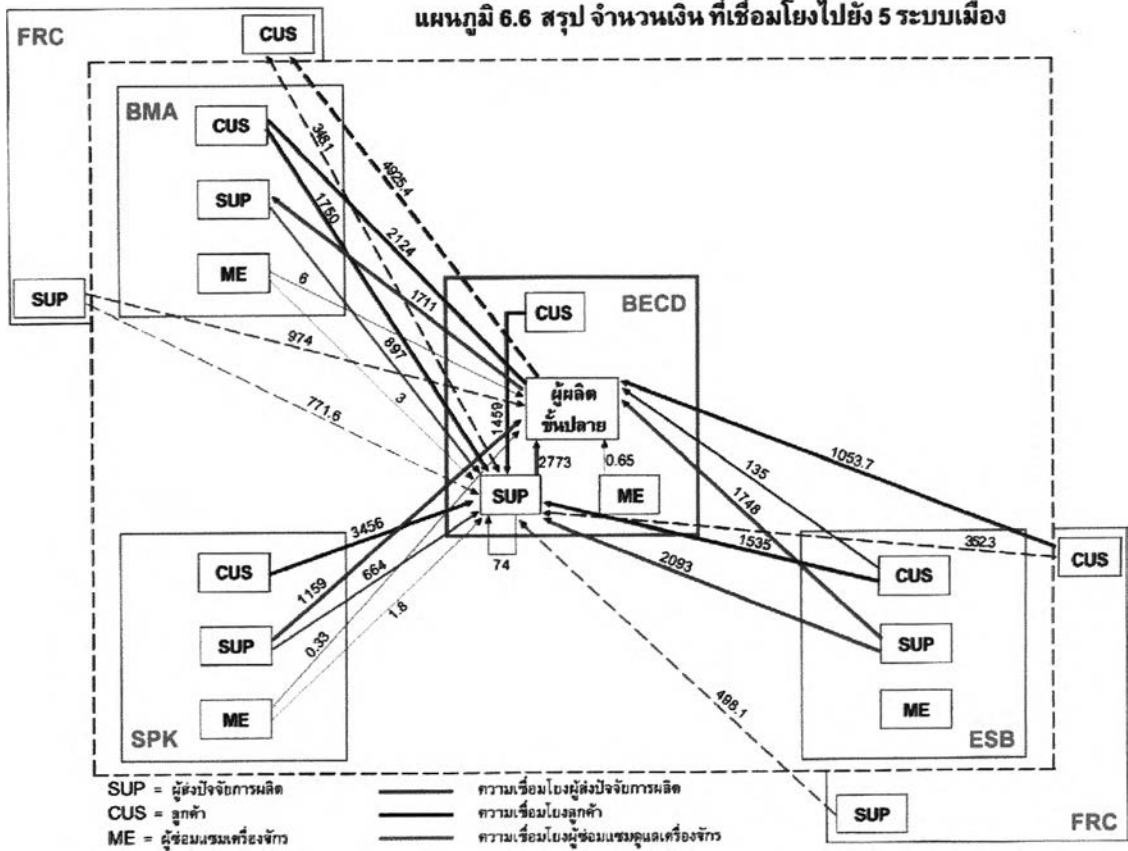 แผนภูมิ 6.6 สรุป จำนวนเงิน ที่เชื่อมโยงไปยัง 5 ระบบเมือง
FRC
CUS
BMA
CUS
SUP
ME
SUP
348.1
4925.4
1750
2124
1711
6
897
3
974
771.6
BECD
CUS
ผู้ผลิต
ขั้นปลาย
1459
2773
0.65
SUP
ME
74
135
1053.7
1748
1535
352.3
2093
498.1
3456
1159
664
0.33
1.8
CUS
SUP
ME
SPK
CUS
SUP
ME
ESB
CUS
SUP
FRC
SUP = ผู้ส่งปัจจัยการผลิต
CUS = ลูกค้า
ME = ผู้ซ่อมแซมเครื่องจักร
ความเชื่อมโยงผู้ส่งปัจจัยการผลิต
ความเชื่อมโยงลูกค้า
ความเชื่อมโยงผู้ซ่อมแซมดูแลเครื่องจักร